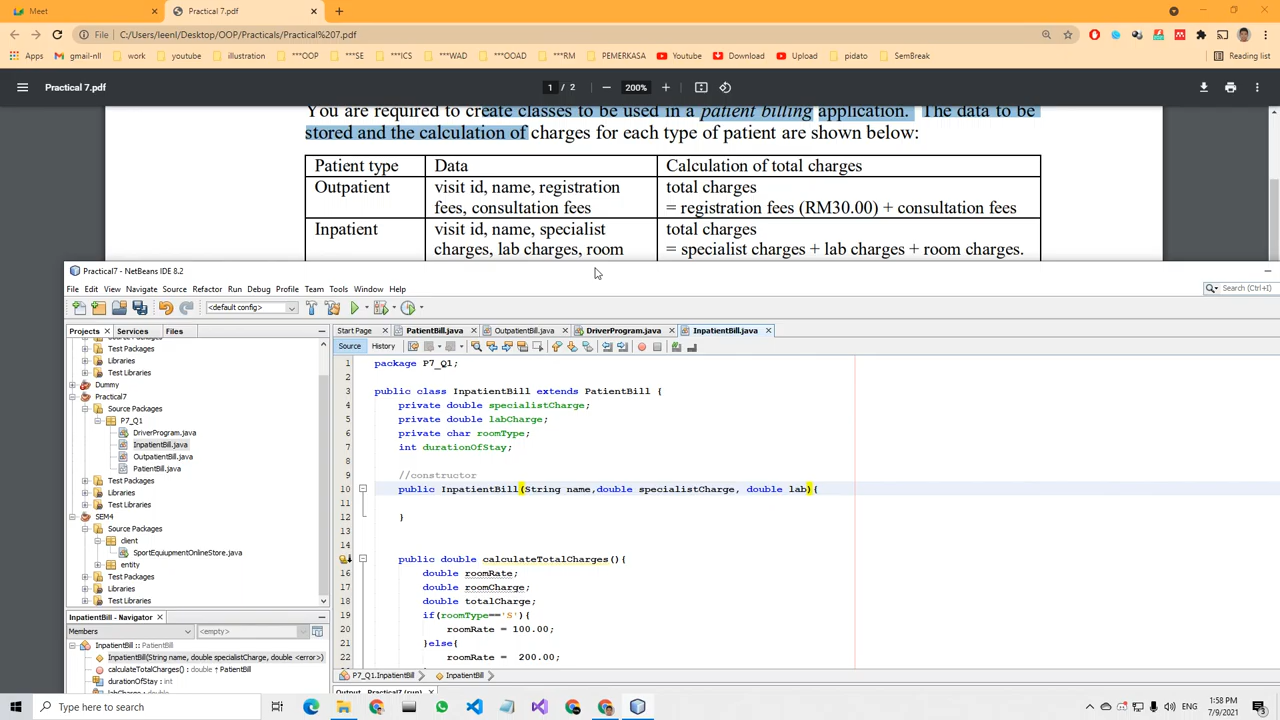 Meet
Practical 7.pdf
File
C:/Users/leenl/Desktop/OOP/Practicals/Practical%207.pdf
Apps
gmail-nll
work
youtube
illustration
***OOP
***SE
***ICS
***WAD
***OOAD
***RM
PEMERKASA
Youtube
Download
Upload
pidato
SemBreak
Reading list
Practical 7.pdf
1 / 2
200%
You are required to create classes to be used in a patient billing application. The data to be
stored and the calculation of charges for each type of patient are shown below:
Patient type
Data
Calculation of total charges
Outpatient
visit id, name, registration
fees, consultation fees
total charges
= registration fees (RM30.00) + consultation fees
Inpatient
visit id, name, specialist
charges, lab charges, room
total charges
= specialist charges + lab charges + room charges.
Practical7 - NetBeans IDE 8.2
File Edit View Navigate Source Refactor Run Debug Profile Team Tools Window Help
Search (Ctrl+I)
<default config>
Projects
Services
Files
Start Page
PatientBill.java
OutpatientBill.java
DriverProgram.java
InpatientBill.java
Source
History
Test Packages
Libraries
Test Libraries
Dummy
Practical7
Source Packages
P7_Q1
DriverProgram.java
InpatientBill.java
OutpatientBill.java
PatientBill.java
Test Packages
Libraries
Test Libraries
SEM4
Source Packages
client
SportEquiupmentOnlineStore.java
entity
Test Packages
Libraries
Test Libraries
InpatientBill - Navigator
Members
<empty>
InpatientBill :: PatientBill
InpatientBill(String name, double specialistCharge, double <error>)
calculateTotalCharges() : double ↑ PatientBill
durationOfStay : int
labCharge : double
1 package P7_Q1;
2
3 public class InpatientBill extends PatientBill {
4 private double specialistCharge;
5 private double labCharge;
6 private char roomType;
7 int durationOfStay;
8
9 //constructor
10 public InpatientBill(String name,double specialistCharge, double lab){
11
12 }
13
14
public double calculateTotalCharges(){
16 double roomRate;
17 double roomCharge;
18 double totalCharge;
19 if(roomType=='S'){
20 roomRate = 100.00;
21 }else{
22 roomRate = 200.00;
P7_Q1.InpatientBill
InpatientBill
Output - Practical7 (run)
Type here to search
ENG
1:58 PM
7/9/2021
3